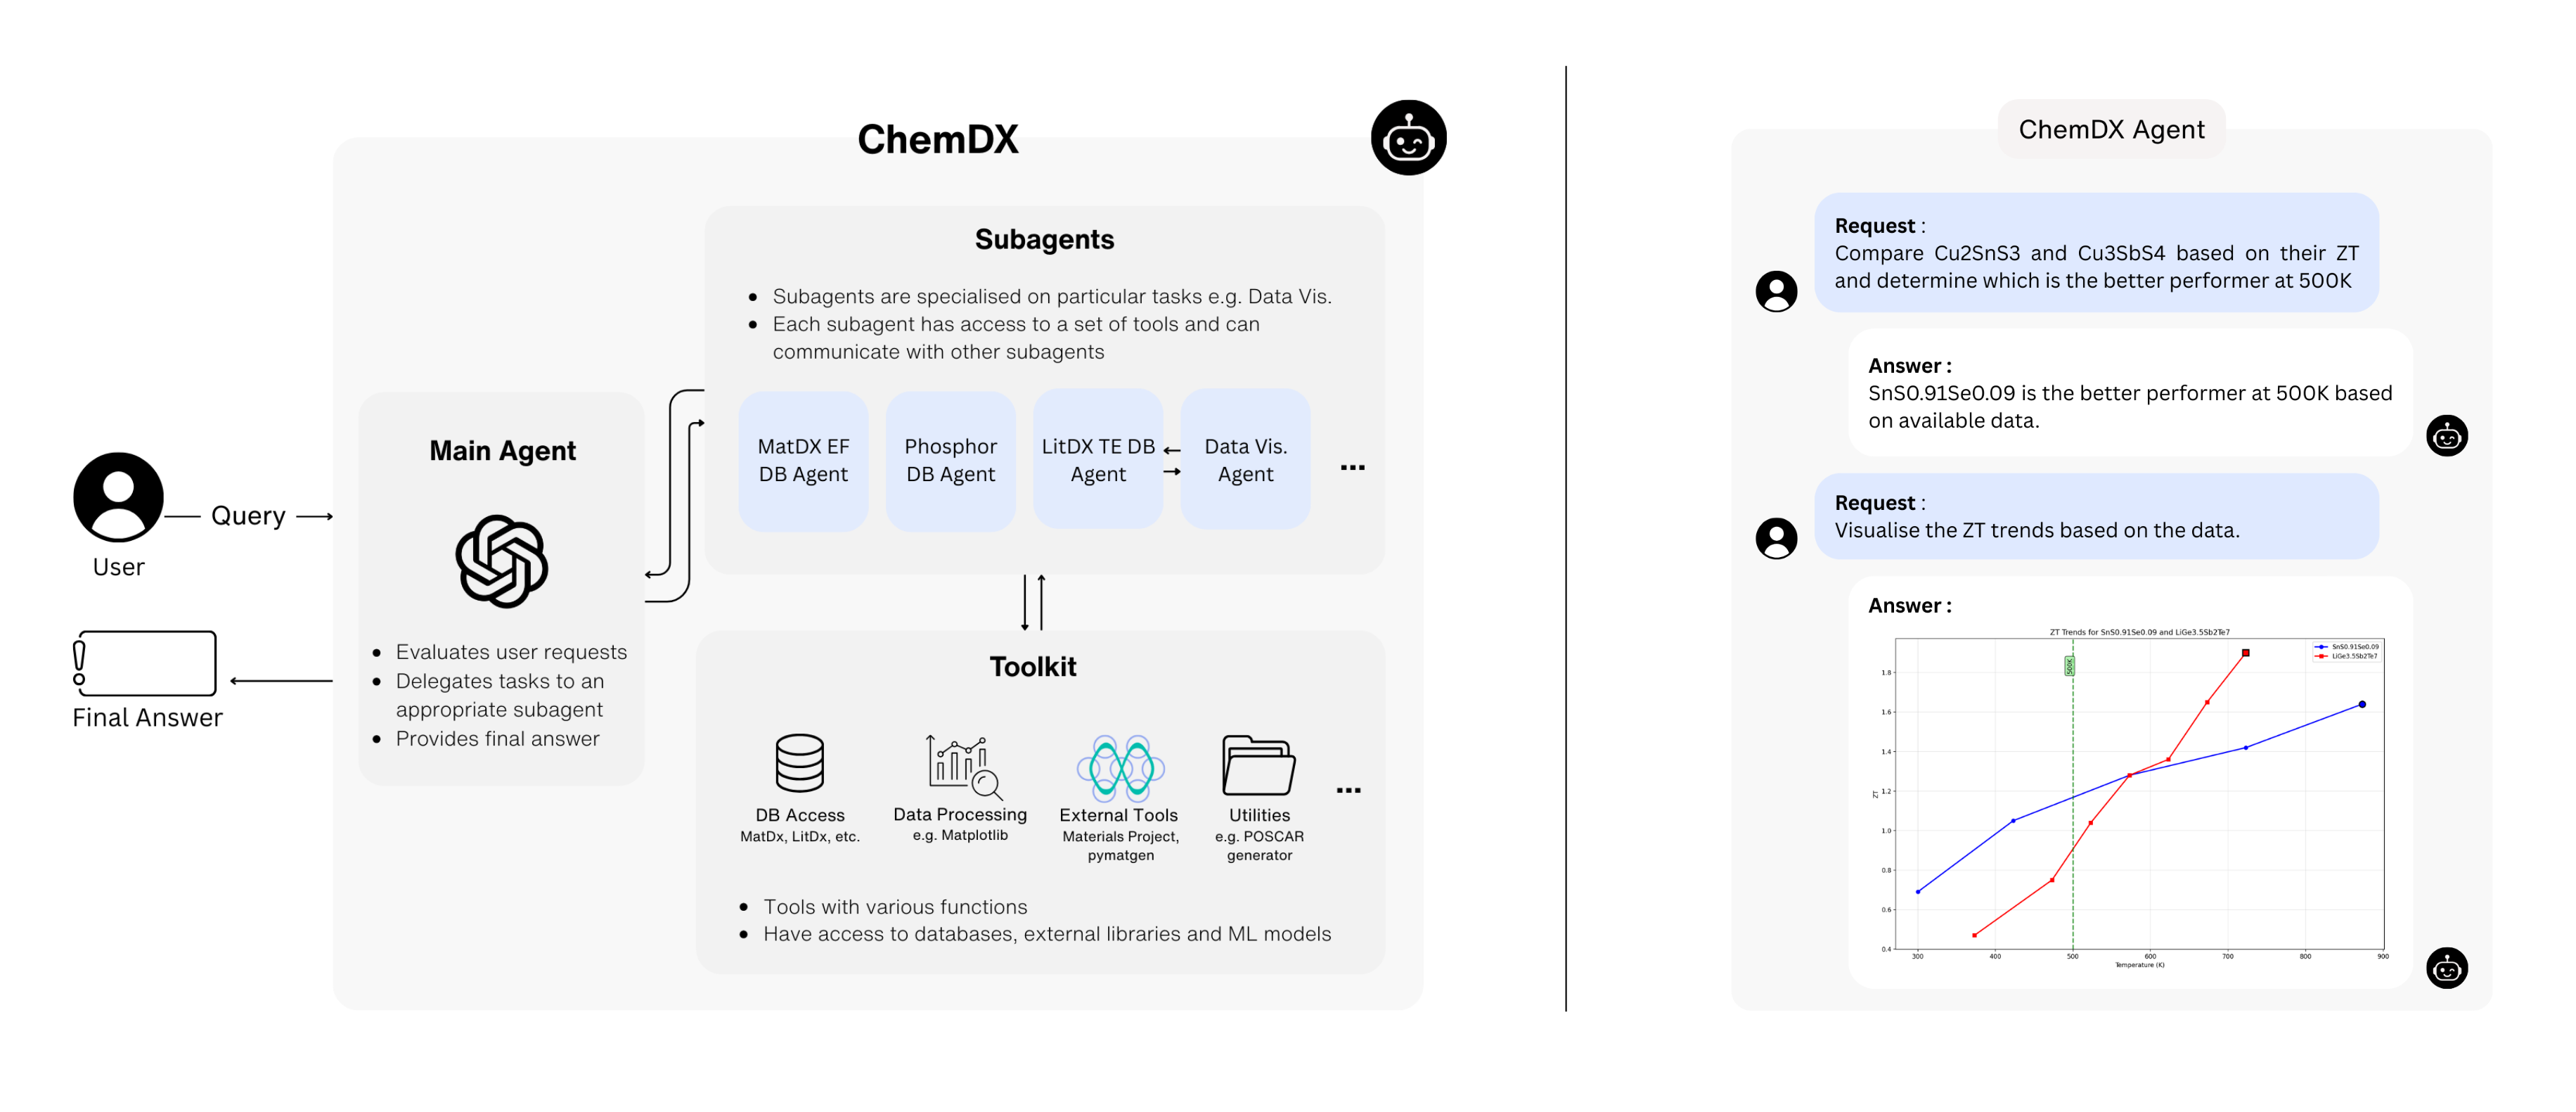 ChemDX
Subagents
• Subagents are specialised on particular tasks e.g. Data Vis.
• Each subagent has access to a set of tools and can
communicate with other subagents
MatDX EF
DB Agent
Phosphor
DB Agent
LitDX TE DB
Agent
Data Vis.
Agent
...
Main Agent
• Evaluates user requests
• Delegates tasks to an
appropriate subagent
• Provides final answer
User
Query
Final Answer
Toolkit
DB Access
MatDx, LitDx, etc.
Data Processing
e.g. Matplotlib
External Tools
Materials Project,
pymatgen
Utilities
e.g. POSCAR
generator
...
• Tools with various functions
• Have access to databases, external libraries and ML models
ChemDX Agent
Request :
Compare Cu2SnS3 and Cu3SbS4 based on their ZT
and determine which is the better performer at 500K
Answer :
SnS0.91Se0.09 is the better performer at 500K based
on available data.
Request :
Visualise the ZT trends based on the data.
Answer :
ZT Trends for SnS0.91Se0.09 and LiGe3.5Sb2Te7
SnS0.91Se0.09
LiGe3.5Sb2Te7
500K
1.8
1.6
1.4
1.2
1.0
0.8
0.6
0.4
ZT
300
400
500
600
700
800
900
Temperature (K)